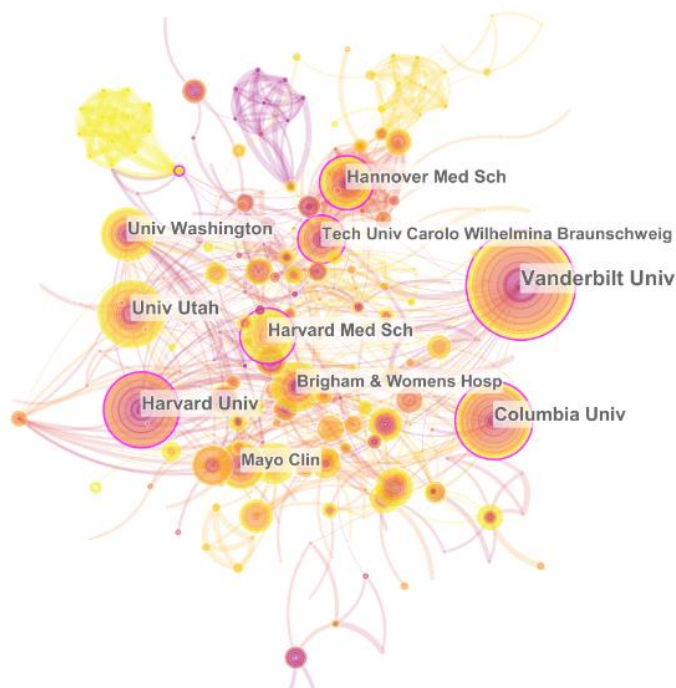 Hannover Med Sch
Univ Washington
Tech Univ Carolo Wilhelmina Braunschweig
Vanderbilt Univ
Univ Utah
Harvard Med Sch
Brigham & Womens Hosp
Harvard Univ
Columbia Univ
Mayo Clin